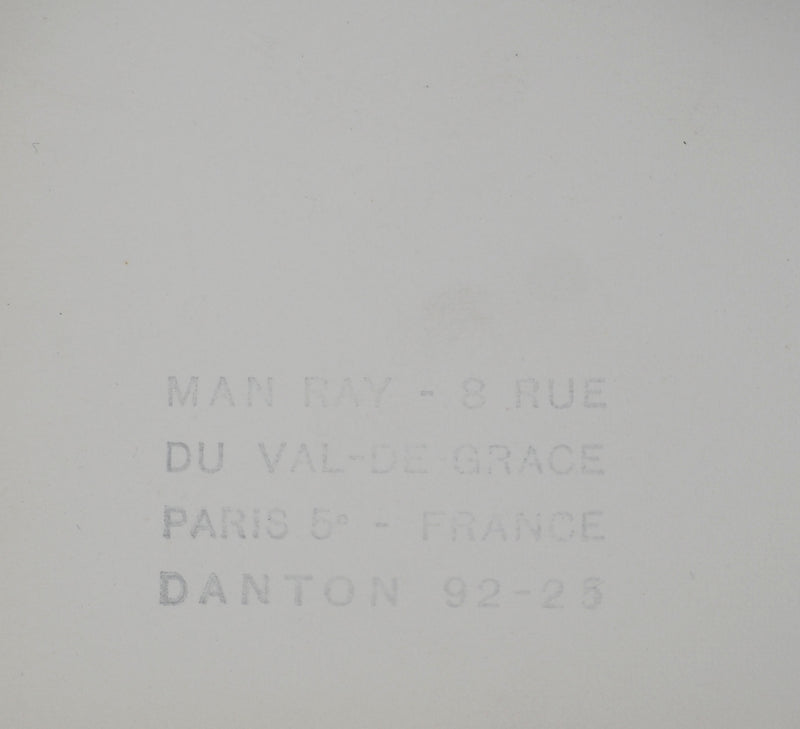 MAN RAY - 8 RUE
DU VAL-DE-GRACE
PARIS 5e - FRANCE
DANTON 92-25